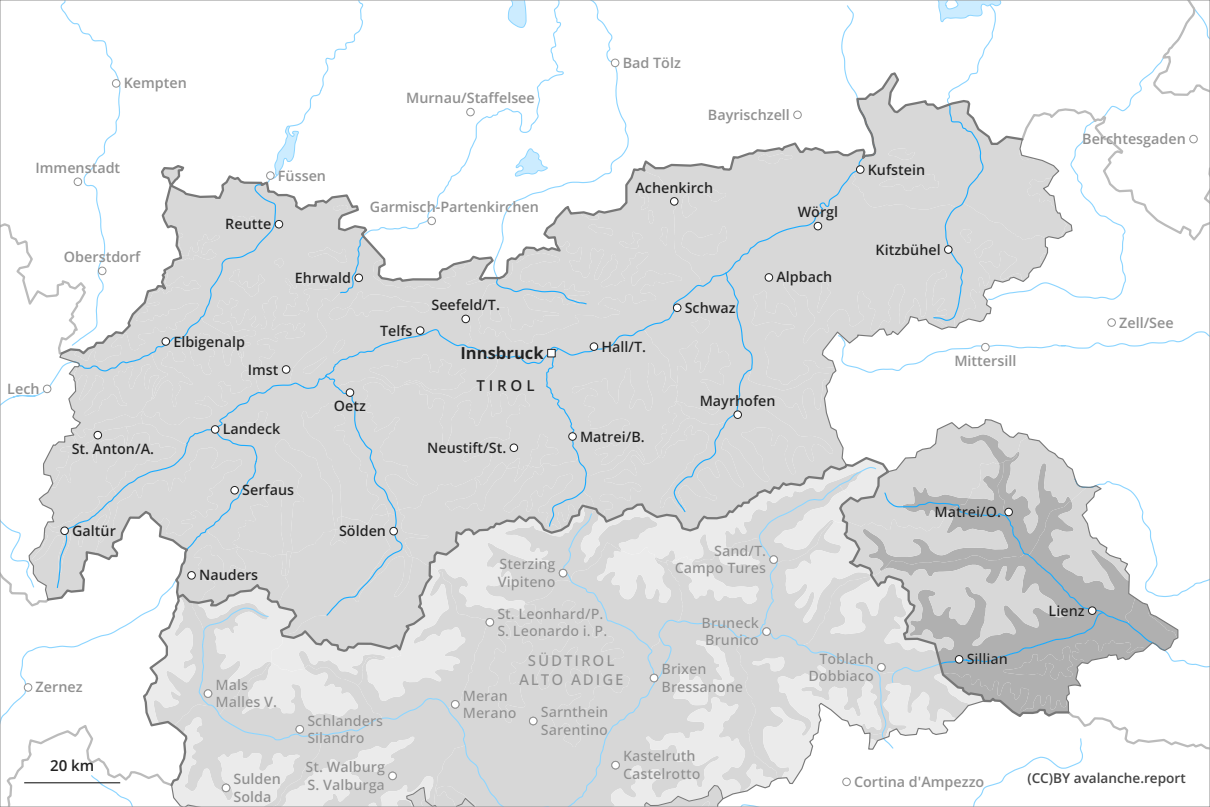 Kempten
Bad Tölz
Murnau/Staffelsee
Bayrischzell
Berchtesgaden
Immenstadt
Füssen
Kufstein
Achenkirch
Garmisch-Partenkirchen
Wörgl
Reutte
Kitzbühel
Oberstdorf
Ehrwald
Alpbach
Seefeld/T.
Schwaz
Zell/See
Telfs
Elbigenalp
Innsbruck
Hall/T.
Mittersill
Imst
TIROL
Lech
Oetz
Mayrhofen
Landeck
Matrei/B.
St. Anton/A.
Neustift/St.
Serfaus
Matrei/O.
Galtür
Sölden
Sand/T.
Campo Tures
Sterzing
Vipiteno
Nauders
Lienz
St. Leonhard/P.
S. Leonardo i. P.
Bruneck
Brunico
SÜDTIROL
ALTO ADIGE
Toblach
Dobbiaco
Sillian
Brixen
Bressanone
Zernez
Mals
Malles V.
Meran
Merano
Sarnthein
Sarentino
Schlanders
Silandro
Kastelruth
Castelrotto
20 km
St. Walburg
S. Valburga
Sulden
Solda
Cortina d'Ampezzo
(CC)BY avalanche.report